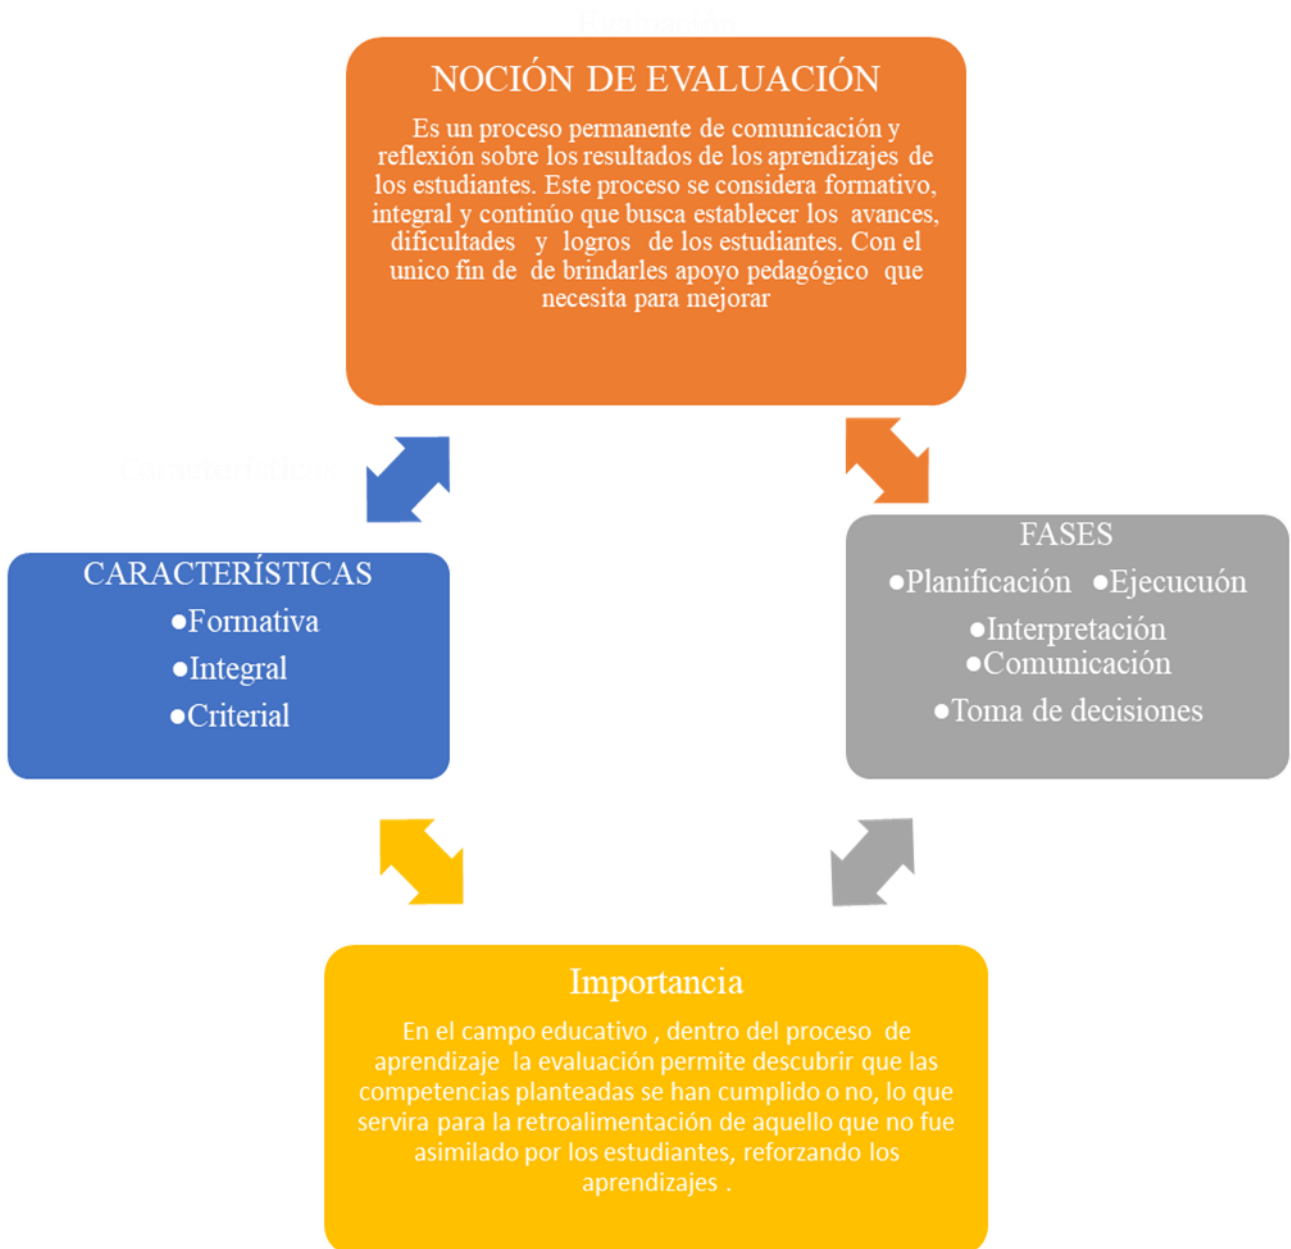 Evaluación
NOCIÓN DE EVALUACIÓN
Es un proceso permanente de comunicación y
reflexión sobre los resultados de los aprendizajes de
los estudiantes. Este proceso se considera formativo,
integral y continúo que busca establecer los avances,
dificultades y logros de los estudiantes. Con el
unico fin de de brindarles apoyo pedagógico que
necesita para mejorar
Características
CARACTERÍSTICAS
●Formativa
●Integral
●Criterial
FASES
●Planificación ●Ejecucuón
●Interpretación
●Comunicación
●Toma de decisiones
Importancia
En el campo educativo , dentro del proceso de
aprendizaje la evaluación permite descubrir que las
competencias planteadas se han cumplido o no, lo que
servira para la retroalimentación de aquello que no fue
asimilado por los estudiantes, reforzando los
aprendizajes .